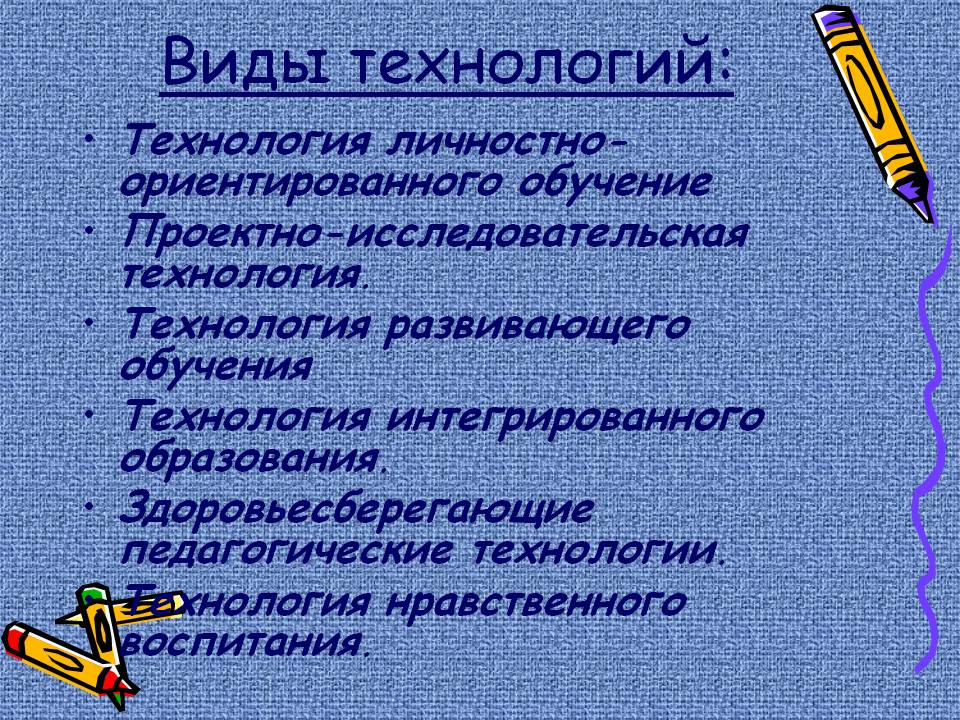 Виды технологий:
• Технология личностно-
ориентированного обучение
• Проектно-исследовательская
технология.
• Технология развивающего
обучения
• Технология интегрированного
образования.
• Здоровьесберегающие
педагогические технологии.
• Технология нравственного
воспитания.